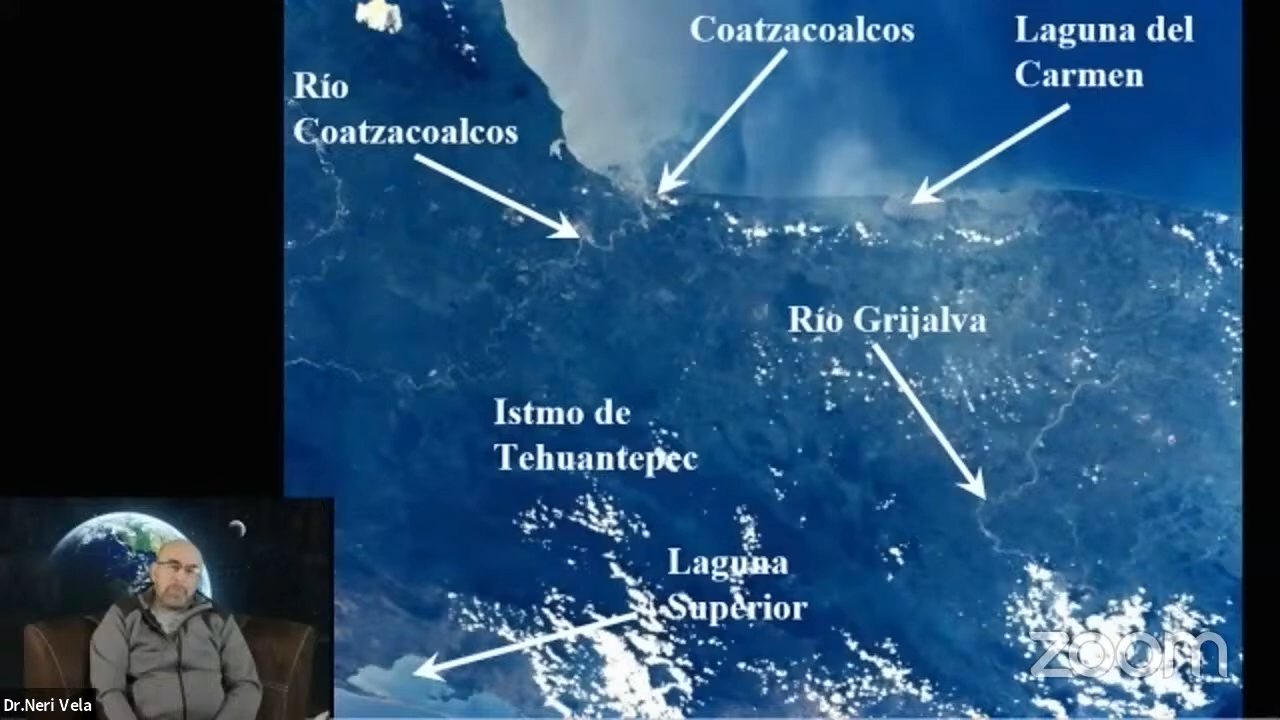 Coatzacoalcos
Laguna del
Carmen
Río
Coatzacoalcos
Río Grijalva
Istmo de
Tehuantepec
Laguna
Superior
zoom
Dr.Neri Vela